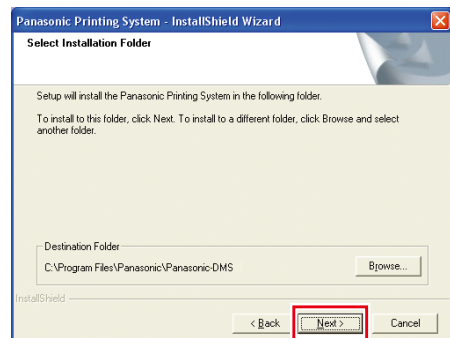 Panasonic Printing System - InstallShield Wizard
Select Installation Folder
Setup will install the Panasonic Printing System in the following folder.
To install to this folder, click Next. To install to a different folder, click Browse and select
another folder.
Destination Folder
C:\Program Files\Panasonic\Panasonic-DMS
Browse...
InstallShield
< Back
Next >
Cancel